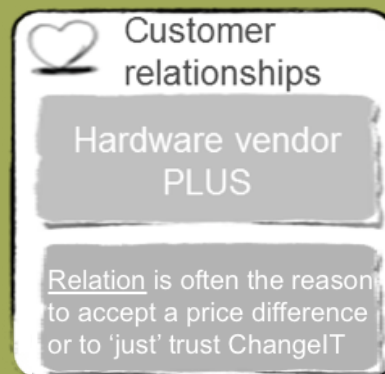 Customer
relationships
Hardware vendor
PLUS
Relation is often the reason
to accept a price difference
or to ‘just’ trust ChangeIT